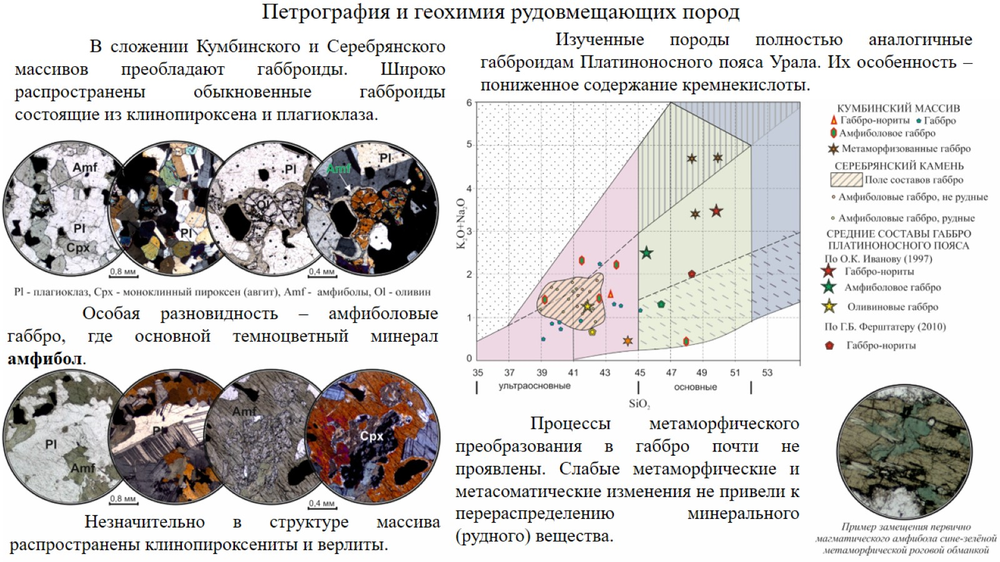 Петрография и геохимия рудовмещающих пород
В сложении Кумбинского и Серебрянского
массивов преобладают габброиды. Широко
распространены обыкновенные габброиды
состоящие из клинопироксена и плагиоклаза.
Amf
Pl
Cpx
Pl
0,8 мм
Pl
Ol
Pl
Amf
0,4 мм
Pl - плагиоклаз, Cpx - моноклинный пироксен (авгит), Amf - амфиболы, Ol - оливин
Особая разновидность – амфиболовые
габбро, где основной темноцветный минерал
амфибол.
Pl
Amf
Pl
0,8 мм
Amf
Cpx
0,4 мм
Незначительно в структуре массива
распространены клинопироксениты и верлиты.
Изученные породы полностью аналогичные
габброидам Платиноносного пояса Урала. Их особенность –
пониженное содержание кремнекислоты.
6
5
4
3
2
1
0
K₂O+Na₂O
35 37 39 41 43 45 47 49 51 53
ультраосновные
основные
SiO₂
КУМБИНСКИЙ МАССИВ
Габбро-нориты Габбро
Амфиболовое габбро
Метаморфизованные габбро
СЕРЕБРЯНСКИЙ КАМЕНЬ
Поле составов габбро
Амфиболовые габбро, не рудные
Амфиболовые габбро, рудные
СРЕДНИЕ СОСТАВЫ ГАББРО
ПЛАТИНОНОСНОГО ПОЯСА
По О.К. Иванову (1997)
Габбро-нориты
Амфиболовое габбро
Оливиновые габбро
По Г.Б. Ферштатеру (2010)
Габбро-нориты
Процессы метаморфического
преобразования в габбро почти не
проявлены. Слабые метаморфические и
метасоматические изменения не привели к
перераспределению минерального
(рудного) вещества.
Пример замещения первично
магматического амфибола сине-зелёной
метаморфической роговой обманкой